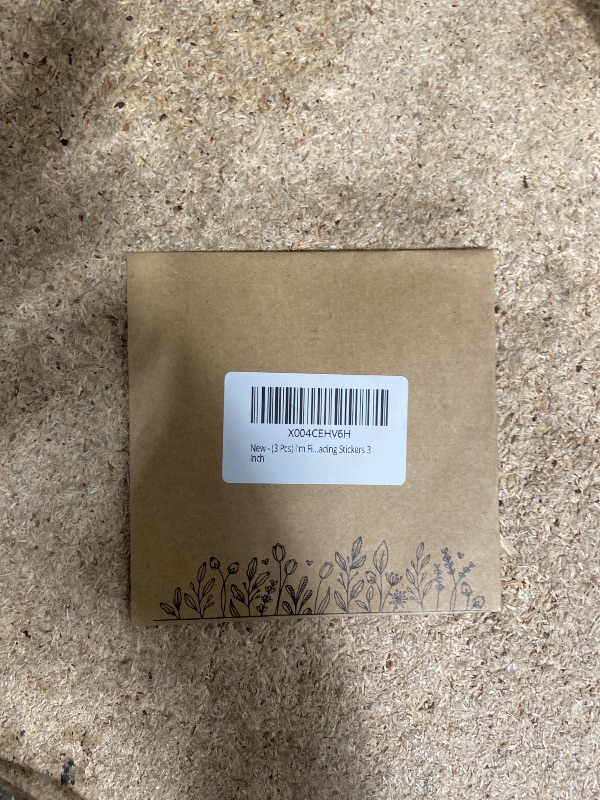 X004CEHV6H
New - (3 Pcs) I'm Fi...ading Stickers 3
inch